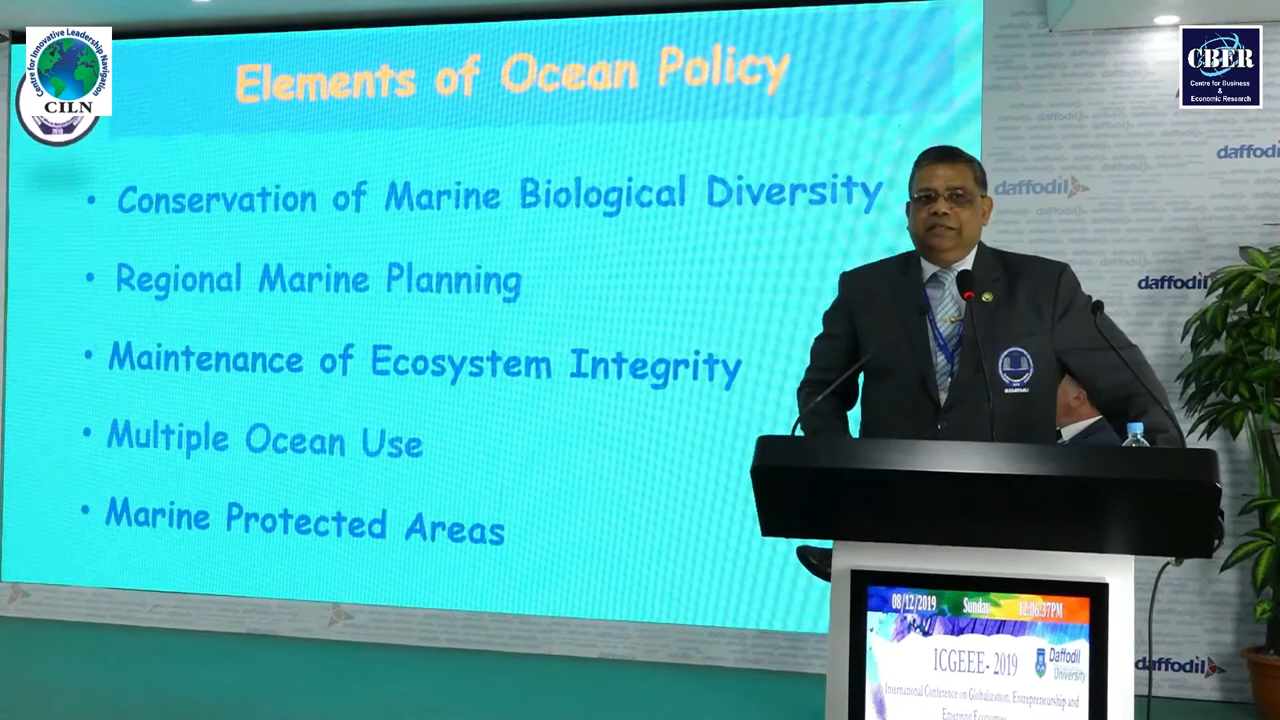 Centre for Innovative Leadership Navigation
CILN
Elements of Ocean Policy
• Conservation of Marine Biological Diversity
• Regional Marine Planning
• Maintenance of Ecosystem Integrity
• Multiple Ocean Use
• Marine Protected Areas
CBER
Centre for Business
&
Economic Research
daffodil
daffodil
daffodil
daffodil
08/12/2019 Sunday 12:06:37PM
ICGEEE- 2019
Daffodil
University
International Conference on Globalization, Entrepreneurship and
Emerging Economies